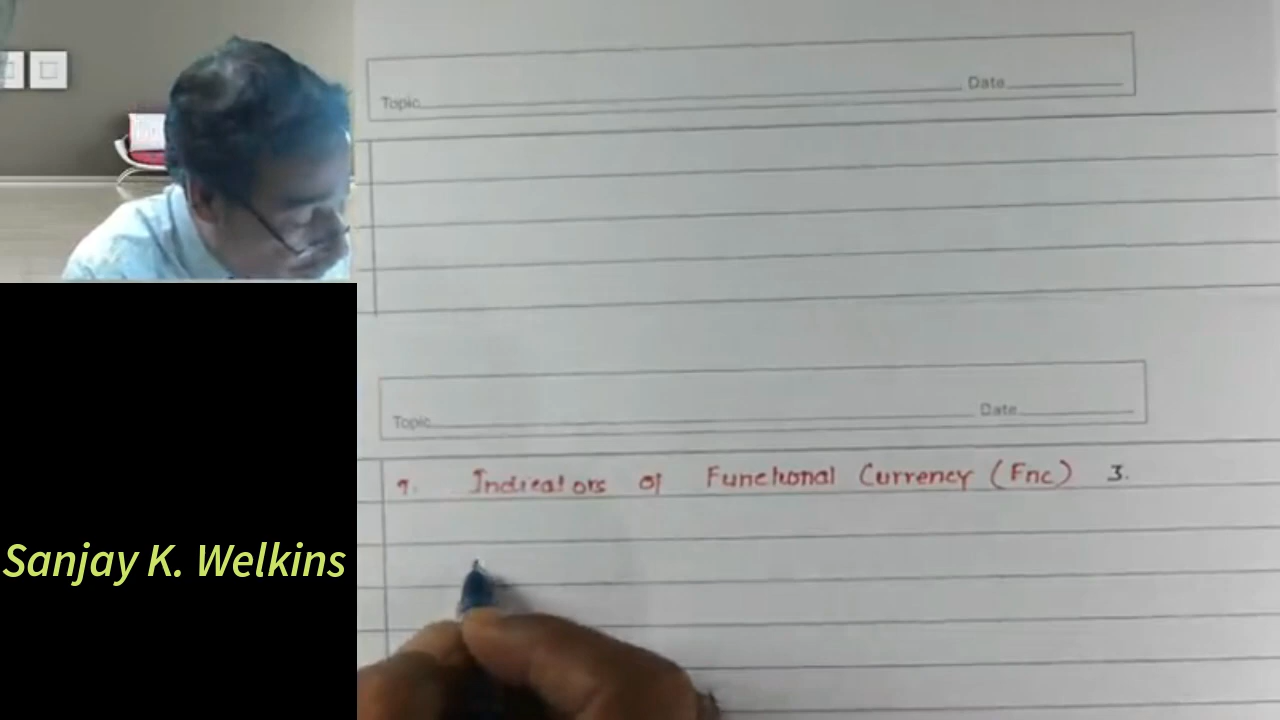 Topic Date
Topic Date
9. Indicators of Functional Currency (Fnc) 3.
Sanjay K. Welkins